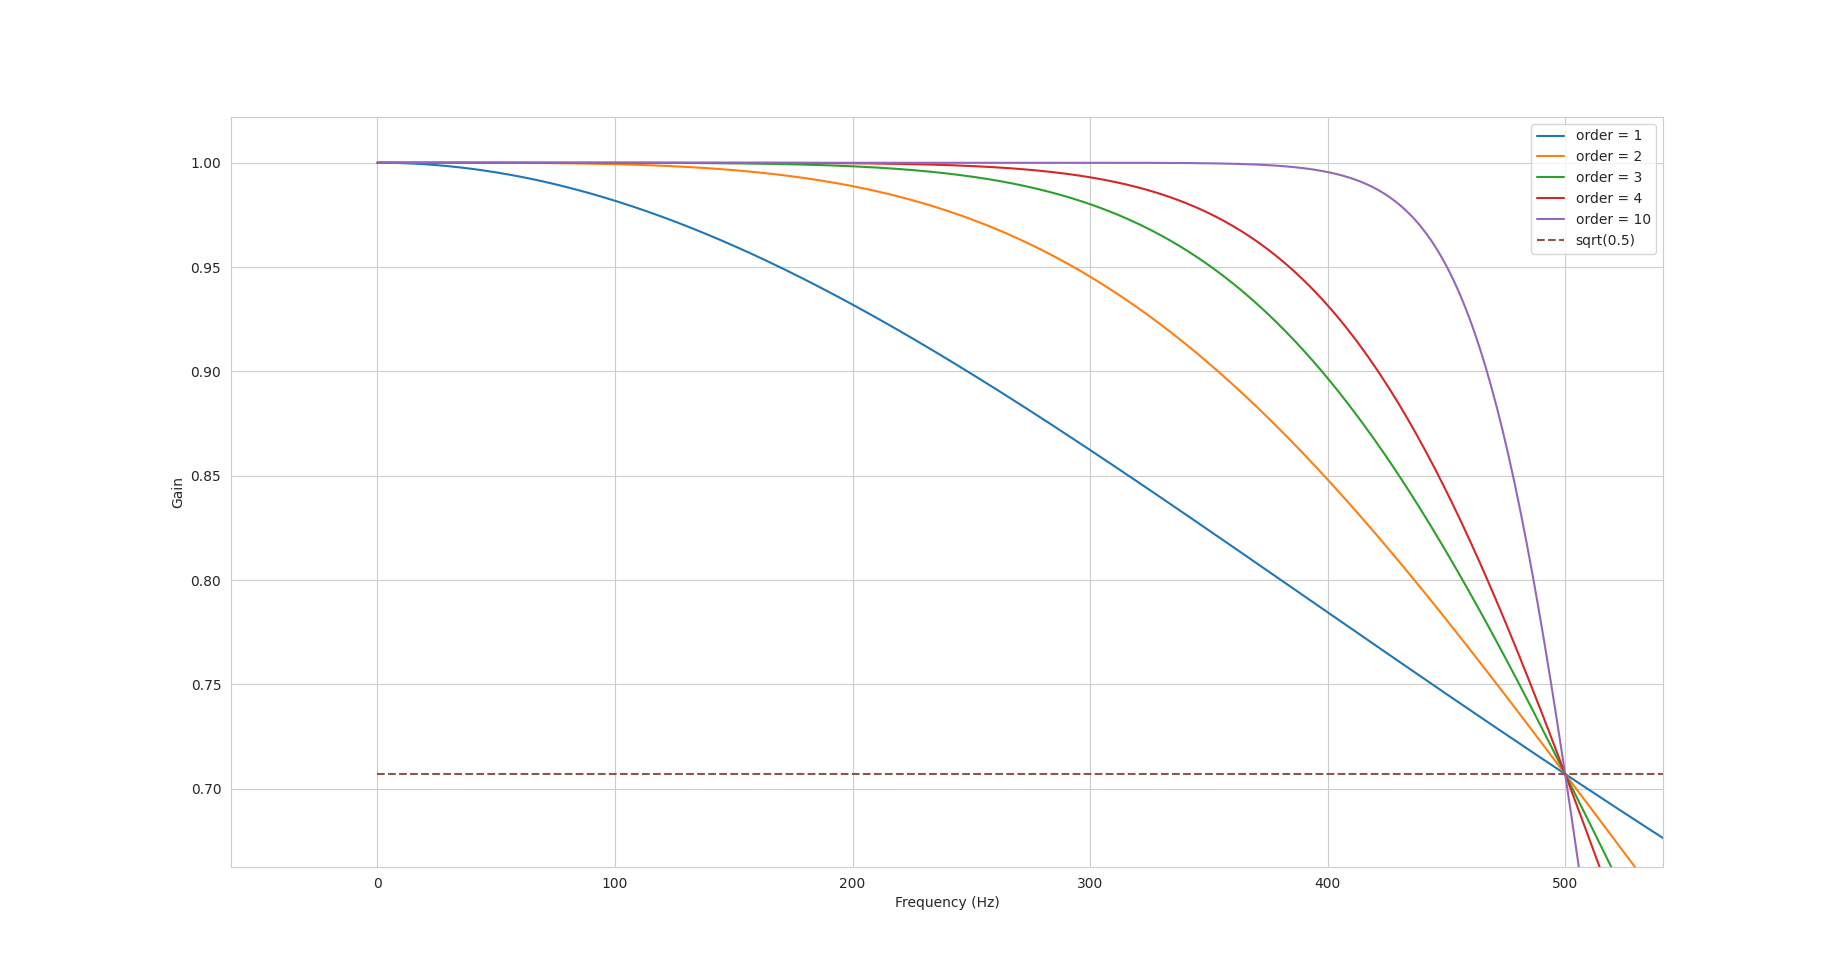 order = 1
order = 2
order = 3
order = 4
order = 10
sqrt(0.5)
Gain
1.00
0.95
0.90
0.85
0.80
0.75
0.70
0 100 200 300 400 500
Frequency (Hz)